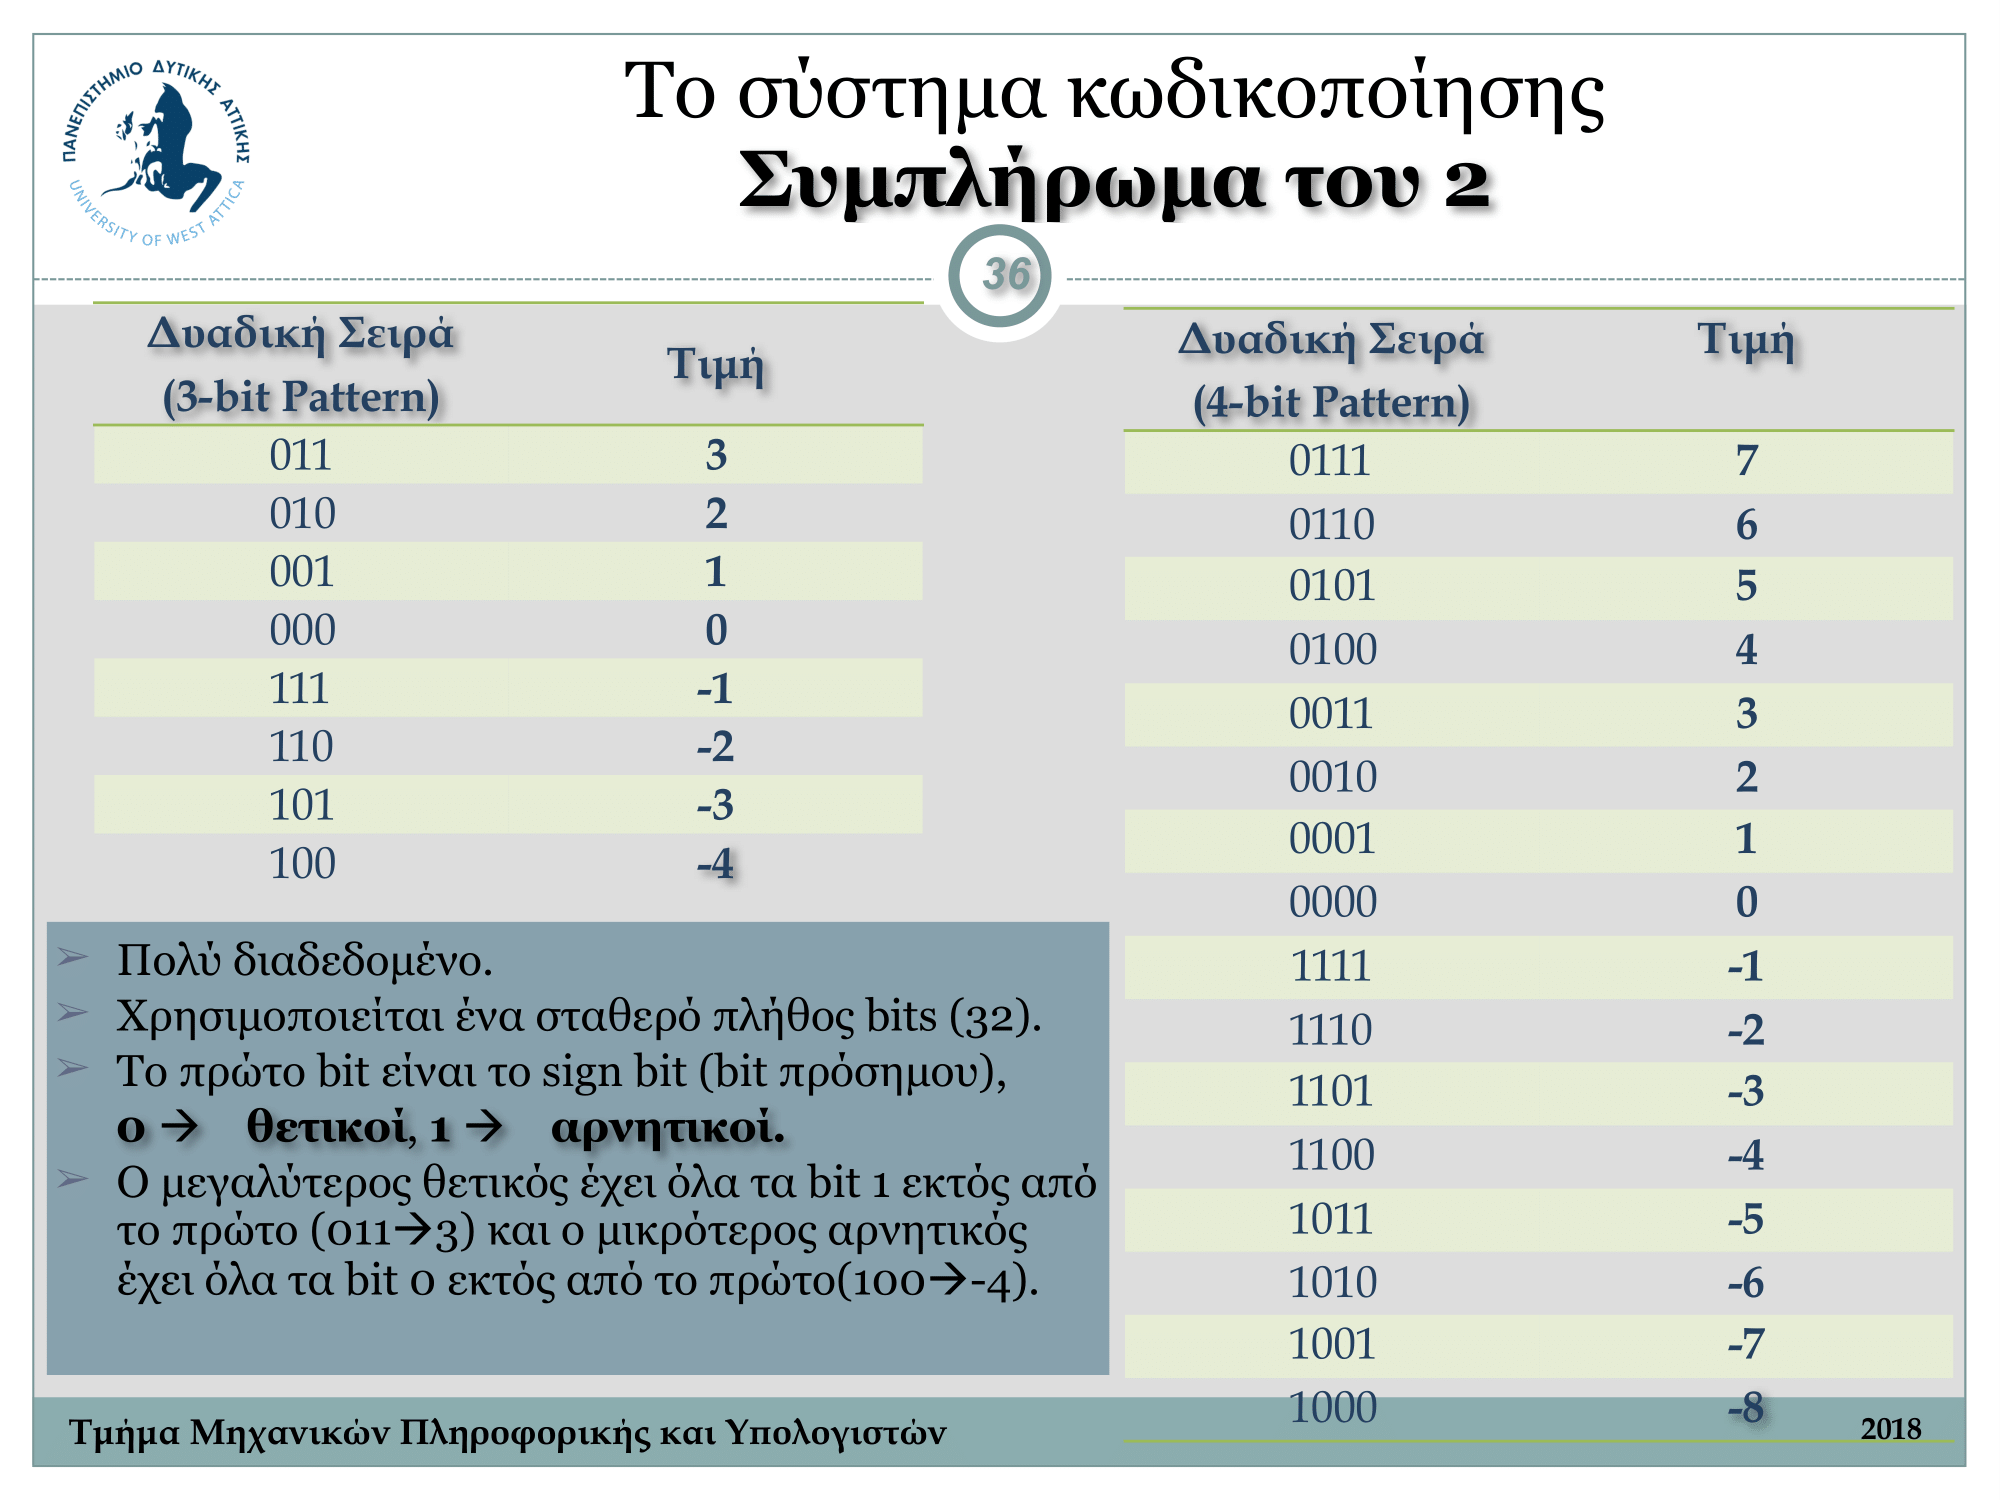 ΠΑΝΕΠΙΣΤΗΜΙΟ ΔΥΤΙΚΗΣ ΑΤΤΙΚΗΣ
UNIVERSITY OF WEST ATTICA
Το σύστημα κωδικοποίησης
Συμπλήρωμα του 2
36
Δυαδική Σειρά
(3-bit Pattern) Τιμή
011 3
010 2
001 1
000 0
111 -1
110 -2
101 -3
100 -4
➢ Πολύ διαδεδομένο.
➢ Χρησιμοποιείται ένα σταθερό πλήθος bits (32).
➢ Το πρώτο bit είναι το sign bit (bit πρόσημου),
0 → θετικοί, 1 → αρνητικοί.
➢ Ο μεγαλύτερος θετικός έχει όλα τα bit 1 εκτός από
το πρώτο (011→3) και ο μικρότερος αρνητικός
έχει όλα τα bit 0 εκτός από το πρώτο(100→-4).
Δυαδική Σειρά Τιμή
(4-bit Pattern)
0111 7
0110 6
0101 5
0100 4
0011 3
0010 2
0001 1
0000 0
1111 -1
1110 -2
1101 -3
1100 -4
1011 -5
1010 -6
1001 -7
1000 -8
Τμήμα Μηχανικών Πληροφορικής και Υπολογιστών
2018